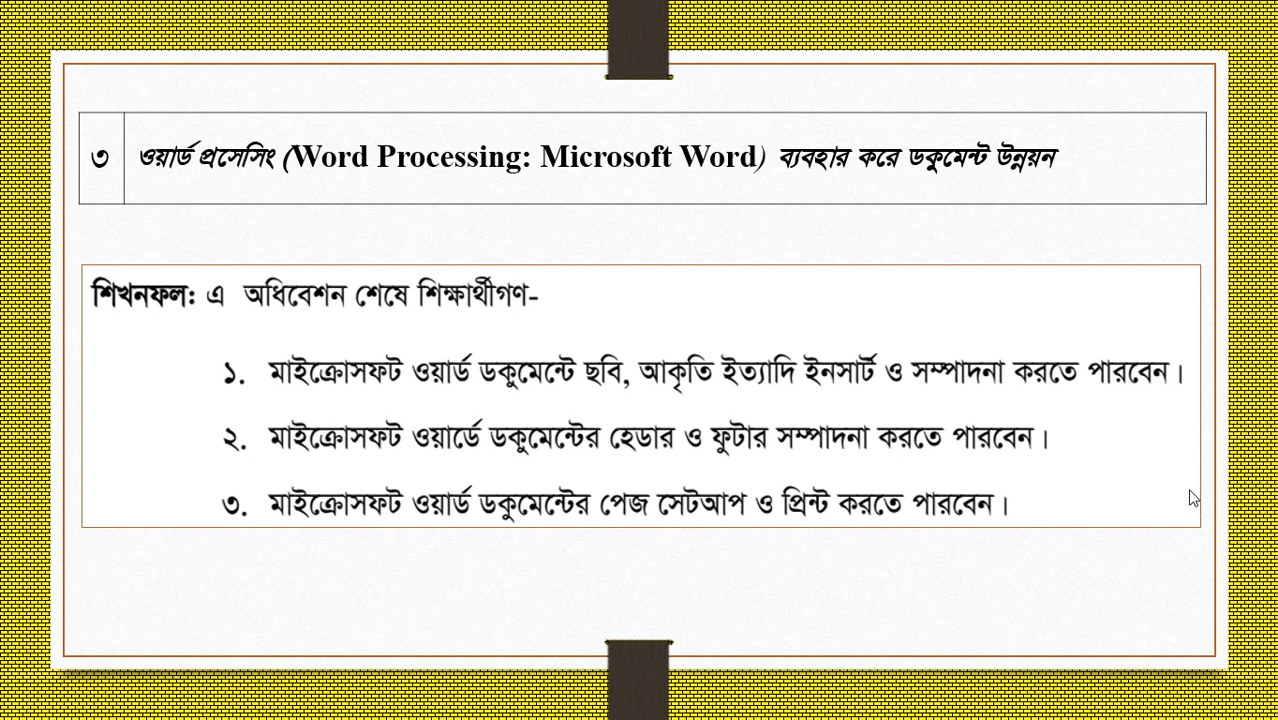 ৩ ওয়ার্ড প্রসেসিং (Word Processing: Microsoft Word) ব্যবহার করে ডকুমেন্ট উন্নয়ন
শিখনফল: এ অধিবেশন শেষে শিক্ষার্থীগণ-
১. মাইক্রোসফট ওয়ার্ড ডকুমেন্টে ছবি, আকৃতি ইত্যাদি ইনসার্ট ও সম্পাদনা করতে পারবেন।
২. মাইক্রোসফট ওয়ার্ডে ডকুমেন্টের হেডার ও ফুটার সম্পাদনা করতে পারবেন।
৩. মাইক্রোসফট ওয়ার্ড ডকুমেন্টের পেজ সেটআপ ও প্রিন্ট করতে পারবেন।